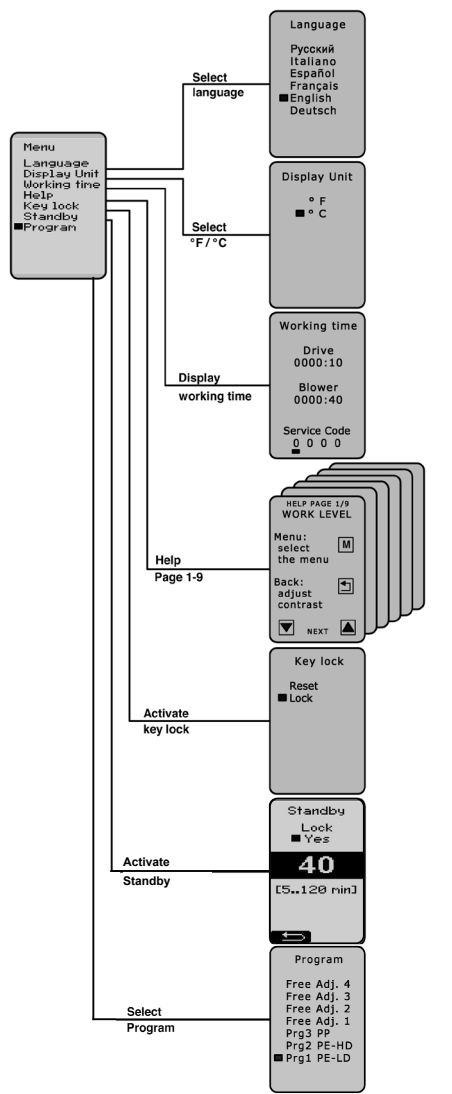 Language
Русский
Italiano
Español
Français
English
Deutsch
Select
language
Menu
Language
Display Unit
Working time
Help
Key lock
Standby
Program
Display Unit
° F
° C
Select
°F / °C
Working time
Drive
0000:10
Blower
0000:40
Service Code
0 0 0 0
Display
working time
HELP PAGE 1/9
WORK LEVEL
Menu:
select
the menu
M
Back:
adjust
contrast
NEXT
Help
Page 1-9
Key lock
Reset
Lock
Activate
key lock
Standby
Lock
Yes
40
[5..120 min]
Activate
Standby
Program
Free Adj. 4
Free Adj. 3
Free Adj. 2
Free Adj. 1
Prg3 PP
Prg2 PE-HD
Prg1 PE-LD
Select
Program